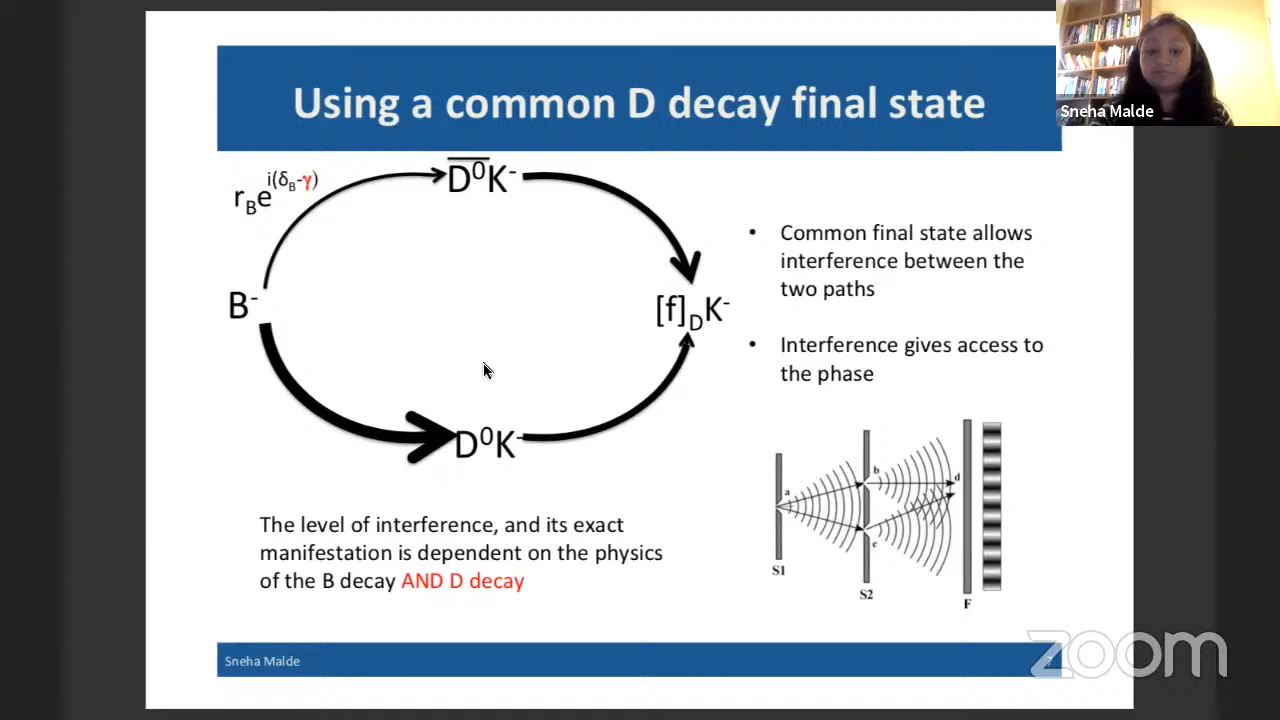 Using a common D decay final state
Sneha Malde
r_B e^{i(δ_B-γ)}
D̅⁰K⁻
B⁻
[f]_D K⁻
D⁰K⁻
• Common final state allows
interference between the
two paths
• Interference gives access to
the phase
a
b
c
d
S1
S2
F
The level of interference, and its exact
manifestation is dependent on the physics
of the B decay AND D decay
Sneha Malde
zoom